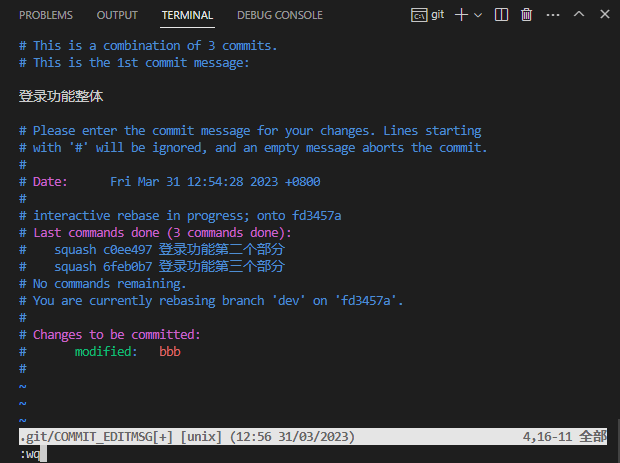 PROBLEMS OUTPUT TERMINAL DEBUG CONSOLE git
# This is a combination of 3 commits.
# This is the 1st commit message:
登录功能整体
# Please enter the commit message for your changes. Lines starting
# with '#' will be ignored, and an empty message aborts the commit.
#
# Date:      Fri Mar 31 12:54:28 2023 +0800
#
# interactive rebase in progress; onto fd3457a
# Last commands done (3 commands done):
#    squash c0ee497 登录功能第二个部分
#    squash 6feb0b7 登录功能第三个部分
# No commands remaining.
# You are currently rebasing branch 'dev' on 'fd3457a'.
#
# Changes to be committed:
#       modified:   bbb
#
~
~
~
.git/COMMIT_EDITMSG[+] [unix] (12:56 31/03/2023) 4,16-11 全部
:wq